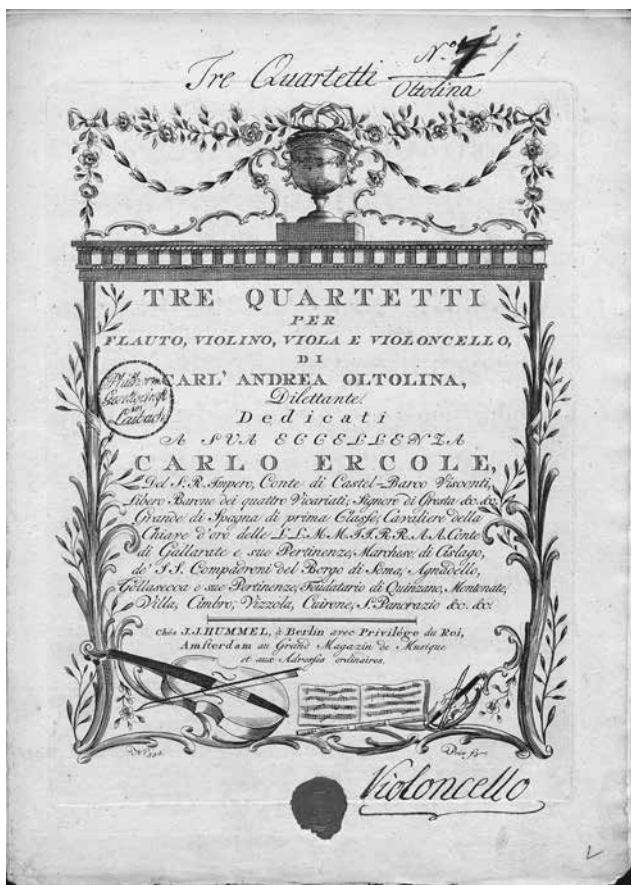 Tre Quartetti
N.º
Oltolina
TRE QUARTETTI
PER
FLAUTO, VIOLINO, VIOLA E VIOLONCELLO,
DI
CARL' ANDREA OLTOLINA,
Dilettante.
Dedicati
A SUA ECCELLENZA
CARLO ERCOLE,
Del S. R. Impero, Conte di Castel-Barco Visconti,
Libero Barone dei quattro Vicariati, Signore di Gresta &c. &c.
Grande di Spagna di prima Classe, Cavaliere della
Chiave d'oro delle L.L. M.M. I.I. R.R. A.A. Conte
di Gallarate e sue Pertinenze, Marchese di Cislago,
de' S.S. Compadroni del Borgo di Soma, Agnadello,
Gollasecca e sue Pertinenze, Feudatario di Quinzano, Montonate,
Villa, Cimbro, Vizzola, Cuirone, S. Pancrazio &c. &c.
Chés J.J. HUMMEL, à Berlin avec Privilége du Roi,
Amsterdam au Grand Magazin de Musique
et aux Adresses ordinaires.
Violoncello